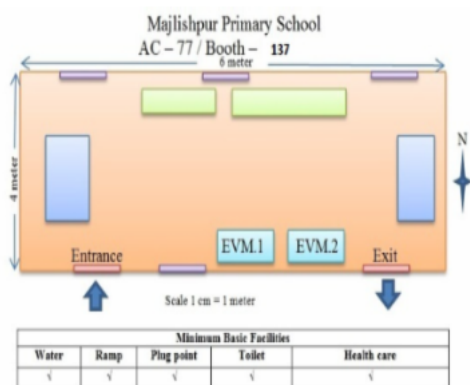 Majlishpur Primary School
AC – 77 / Booth – 137
6 meter
4 meter
N
EVM.1 EVM.2
Entrance Exit
Scale 1 cm = 1 meter
Minimum Basic Facilities
Water Ramp Plug point Toilet Health care
√ √ √ √ √